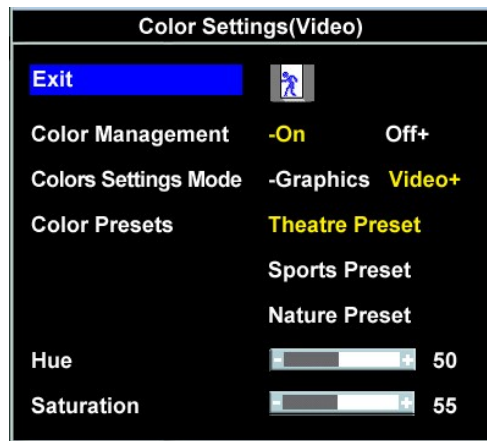 Color Settings(Video)
Exit
Color Management -On Off+
Colors Settings Mode -Graphics Video+
Color Presets Theatre Preset
Sports Preset
Nature Preset
Hue - + 50
Saturation - + 55